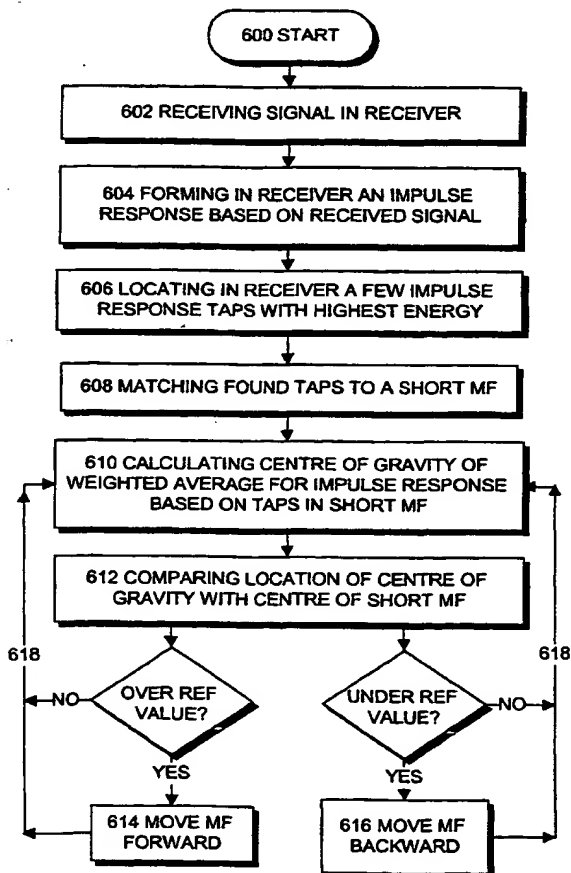 600 START
602 RECEIVING SIGNAL IN RECEIVER
604 FORMING IN RECEIVER AN IMPULSE
RESPONSE BASED ON RECEIVED SIGNAL
606 LOCATING IN RECEIVER A FEW IMPULSE
RESPONSE TAPS WITH HIGHEST ENERGY
608 MATCHING FOUND TAPS TO A SHORT MF
610 CALCULATING CENTRE OF GRAVITY OF
WEIGHTED AVERAGE FOR IMPULSE RESPONSE
BASED ON TAPS IN SHORT MF
612 COMPARING LOCATION OF CENTRE OF
GRAVITY WITH CENTRE OF SHORT MF
618
618
NO
OVER REF
VALUE?
UNDER REF
VALUE?
NO
YES
YES
614 MOVE MF
FORWARD
616 MOVE MF
BACKWARD